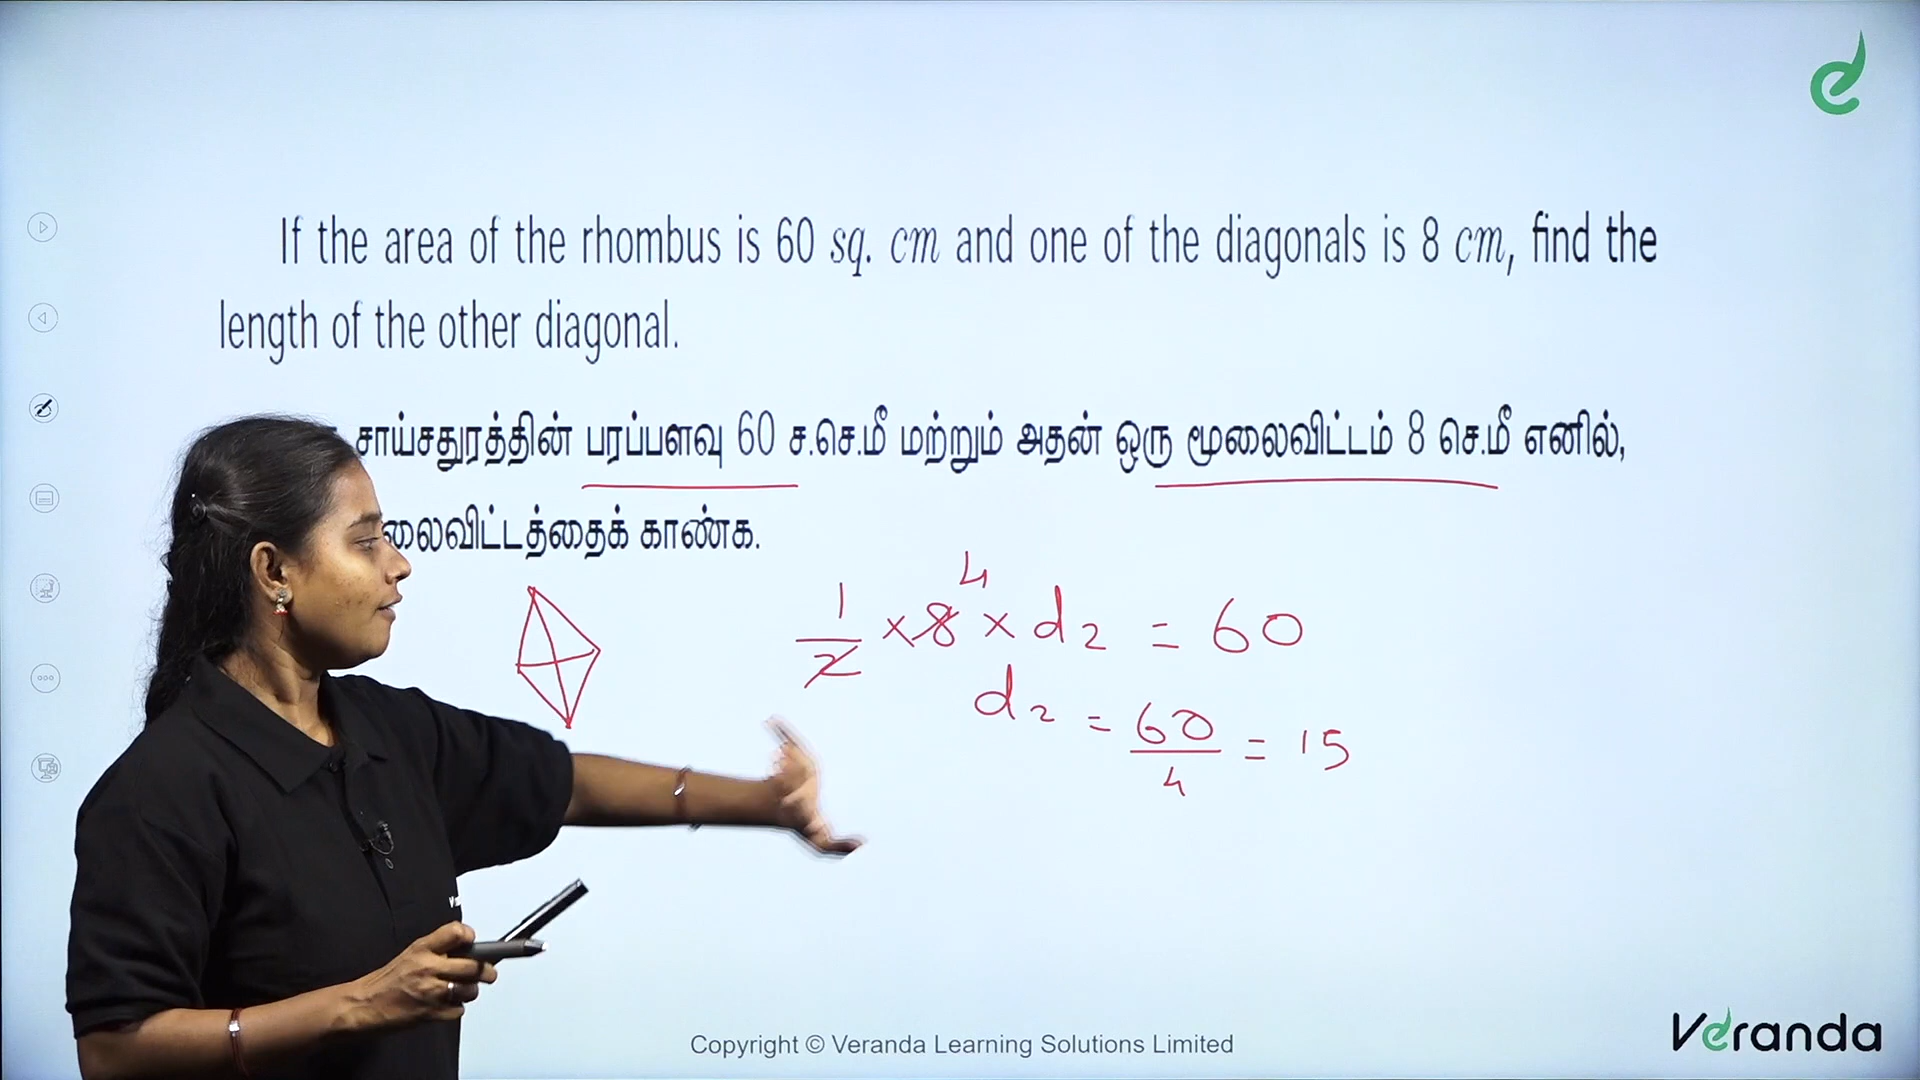 If the area of the rhombus is 60 sq. cm and one of the diagonals is 8 cm, find the
length of the other diagonal.
சாய்சதுரத்தின் பரப்பளவு 60 ச.செ.மீ மற்றும் அதன் ஒரு மூலைவிட்டம் 8 செ.மீ எனில்,
லைவிட்டத்தைக் காண்க.
4
1/2 × 8 × d2 = 60
d2 = 60/4 = 15
Copyright © Veranda Learning Solutions Limited
Veranda